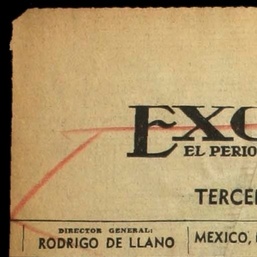 EXC
EL PERIO
TERCE
DIRECTOR GENERAL:
RODRIGO DE LLANO
MEXICO,